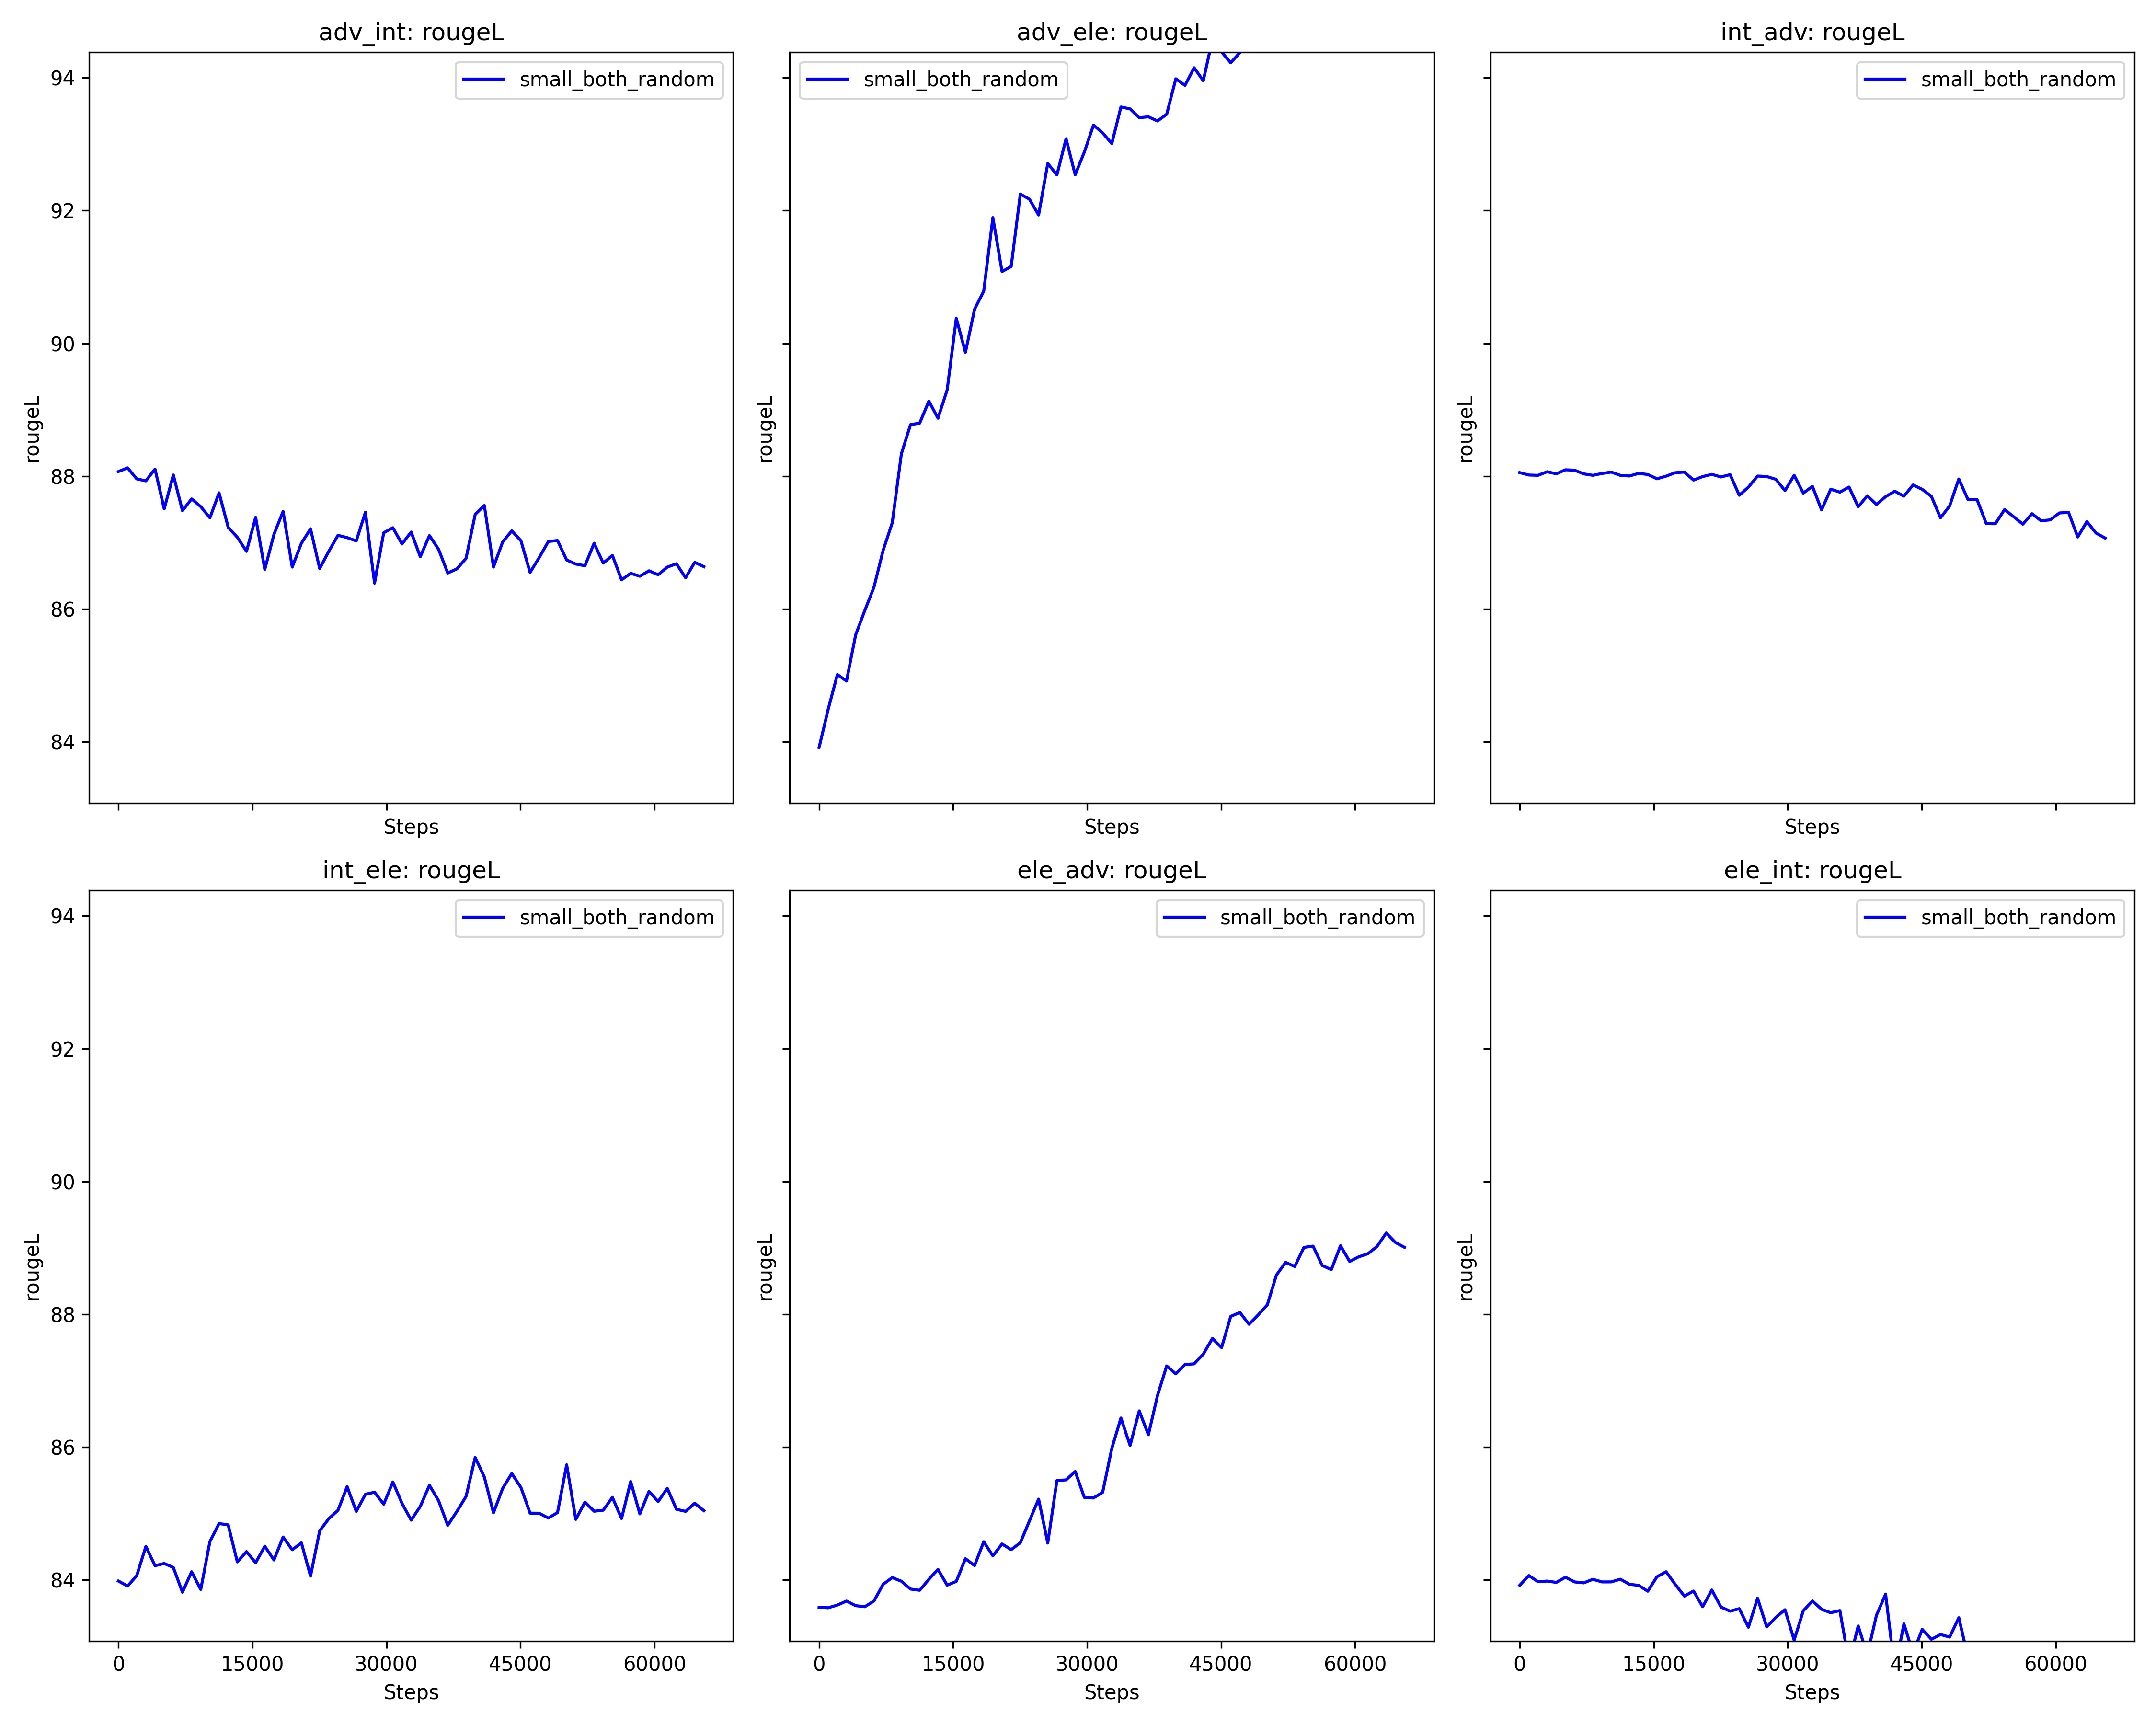 adv_int: rougeL
adv_ele: rougeL
int_adv: rougeL
small_both_random
small_both_random
small_both_random
94
92
90
88
86
84
rougeL
rougeL
rougeL
Steps
Steps
Steps
int_ele: rougeL
ele_adv: rougeL
ele_int: rougeL
small_both_random
small_both_random
small_both_random
94
92
90
88
86
84
rougeL
rougeL
rougeL
0 15000 30000 45000 60000
0 15000 30000 45000 60000
0 15000 30000 45000 60000
Steps
Steps
Steps